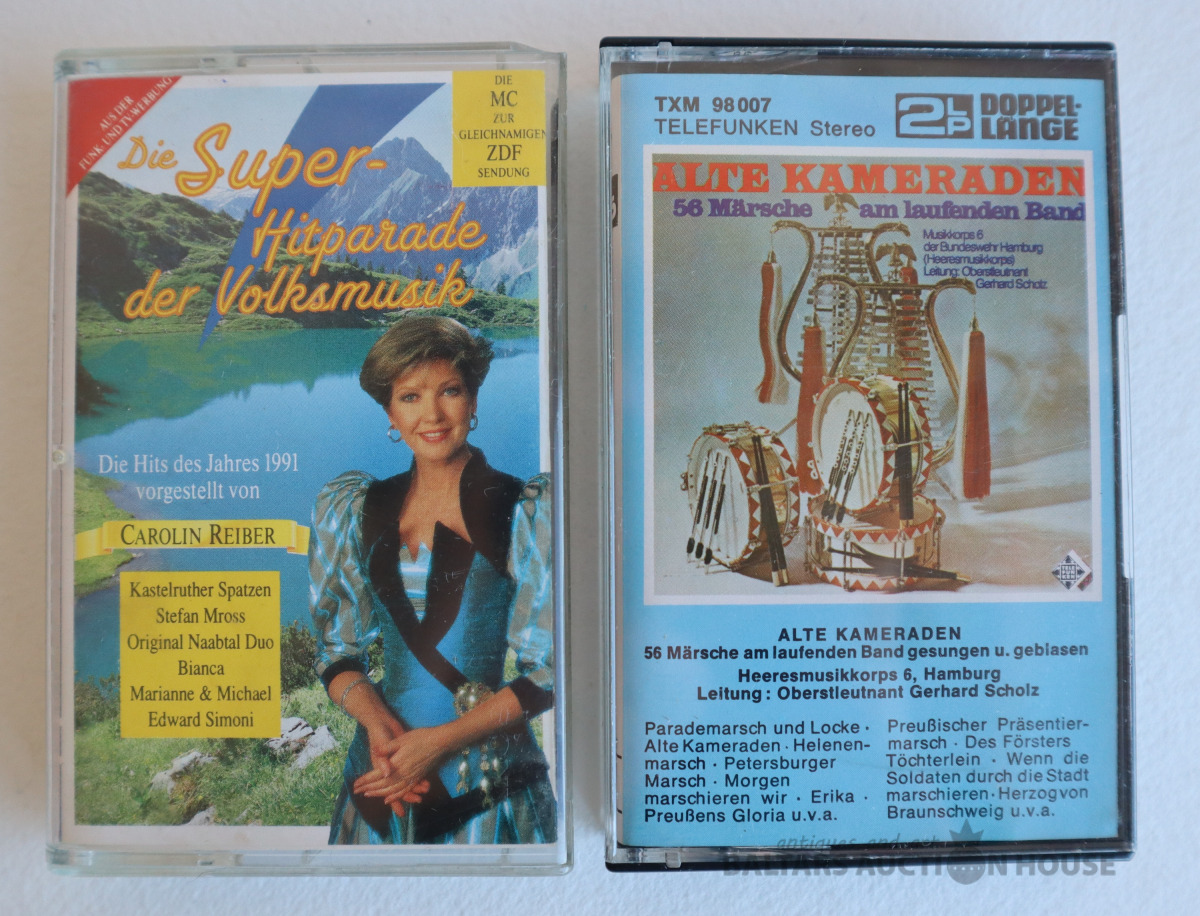 AUS DER
FUNK- UND TV-WERBUNG
DIE
MC
ZUR
GLEICHNAMIGEN
ZDF
SENDUNG
Die Super-
Hitparade
der Volksmusik
Die Hits des Jahres 1991
vorgestellt von
CAROLIN REIBER
Kastelruther Spatzen
Stefan Mross
Original Naabtal Duo
Bianca
Marianne & Michael
Edward Simoni
TXM 98 007
TELEFUNKEN Stereo
2LP DOPPEL-
LÄNGE
ALTE KAMERADEN
56 Märsche am laufenden Band
Musikkorps 6
der Bundeswehr Hamburg
(Heeresmusikkorps)
Leitung: Oberstleutnant
Gerhard Scholz
TELE
FUN
KEN
ALTE KAMERADEN
56 Märsche am laufenden Band gesungen u. geblasen
Heeresmusikkorps 6, Hamburg
Leitung: Oberstleutnant Gerhard Scholz
Parademarsch und Locke ·
Alte Kameraden · Helenen-
marsch · Petersburger
Marsch · Morgen
marschieren wir · Erika ·
Preußens Gloria u.v.a.
Preußischer Präsentier-
marsch · Des Försters
Töchterlein · Wenn die
Soldaten durch die Stadt
marschieren · Herzog von
Braunschweig u.v.a.
antiques and art
BALTARS AUCTION HOUSE